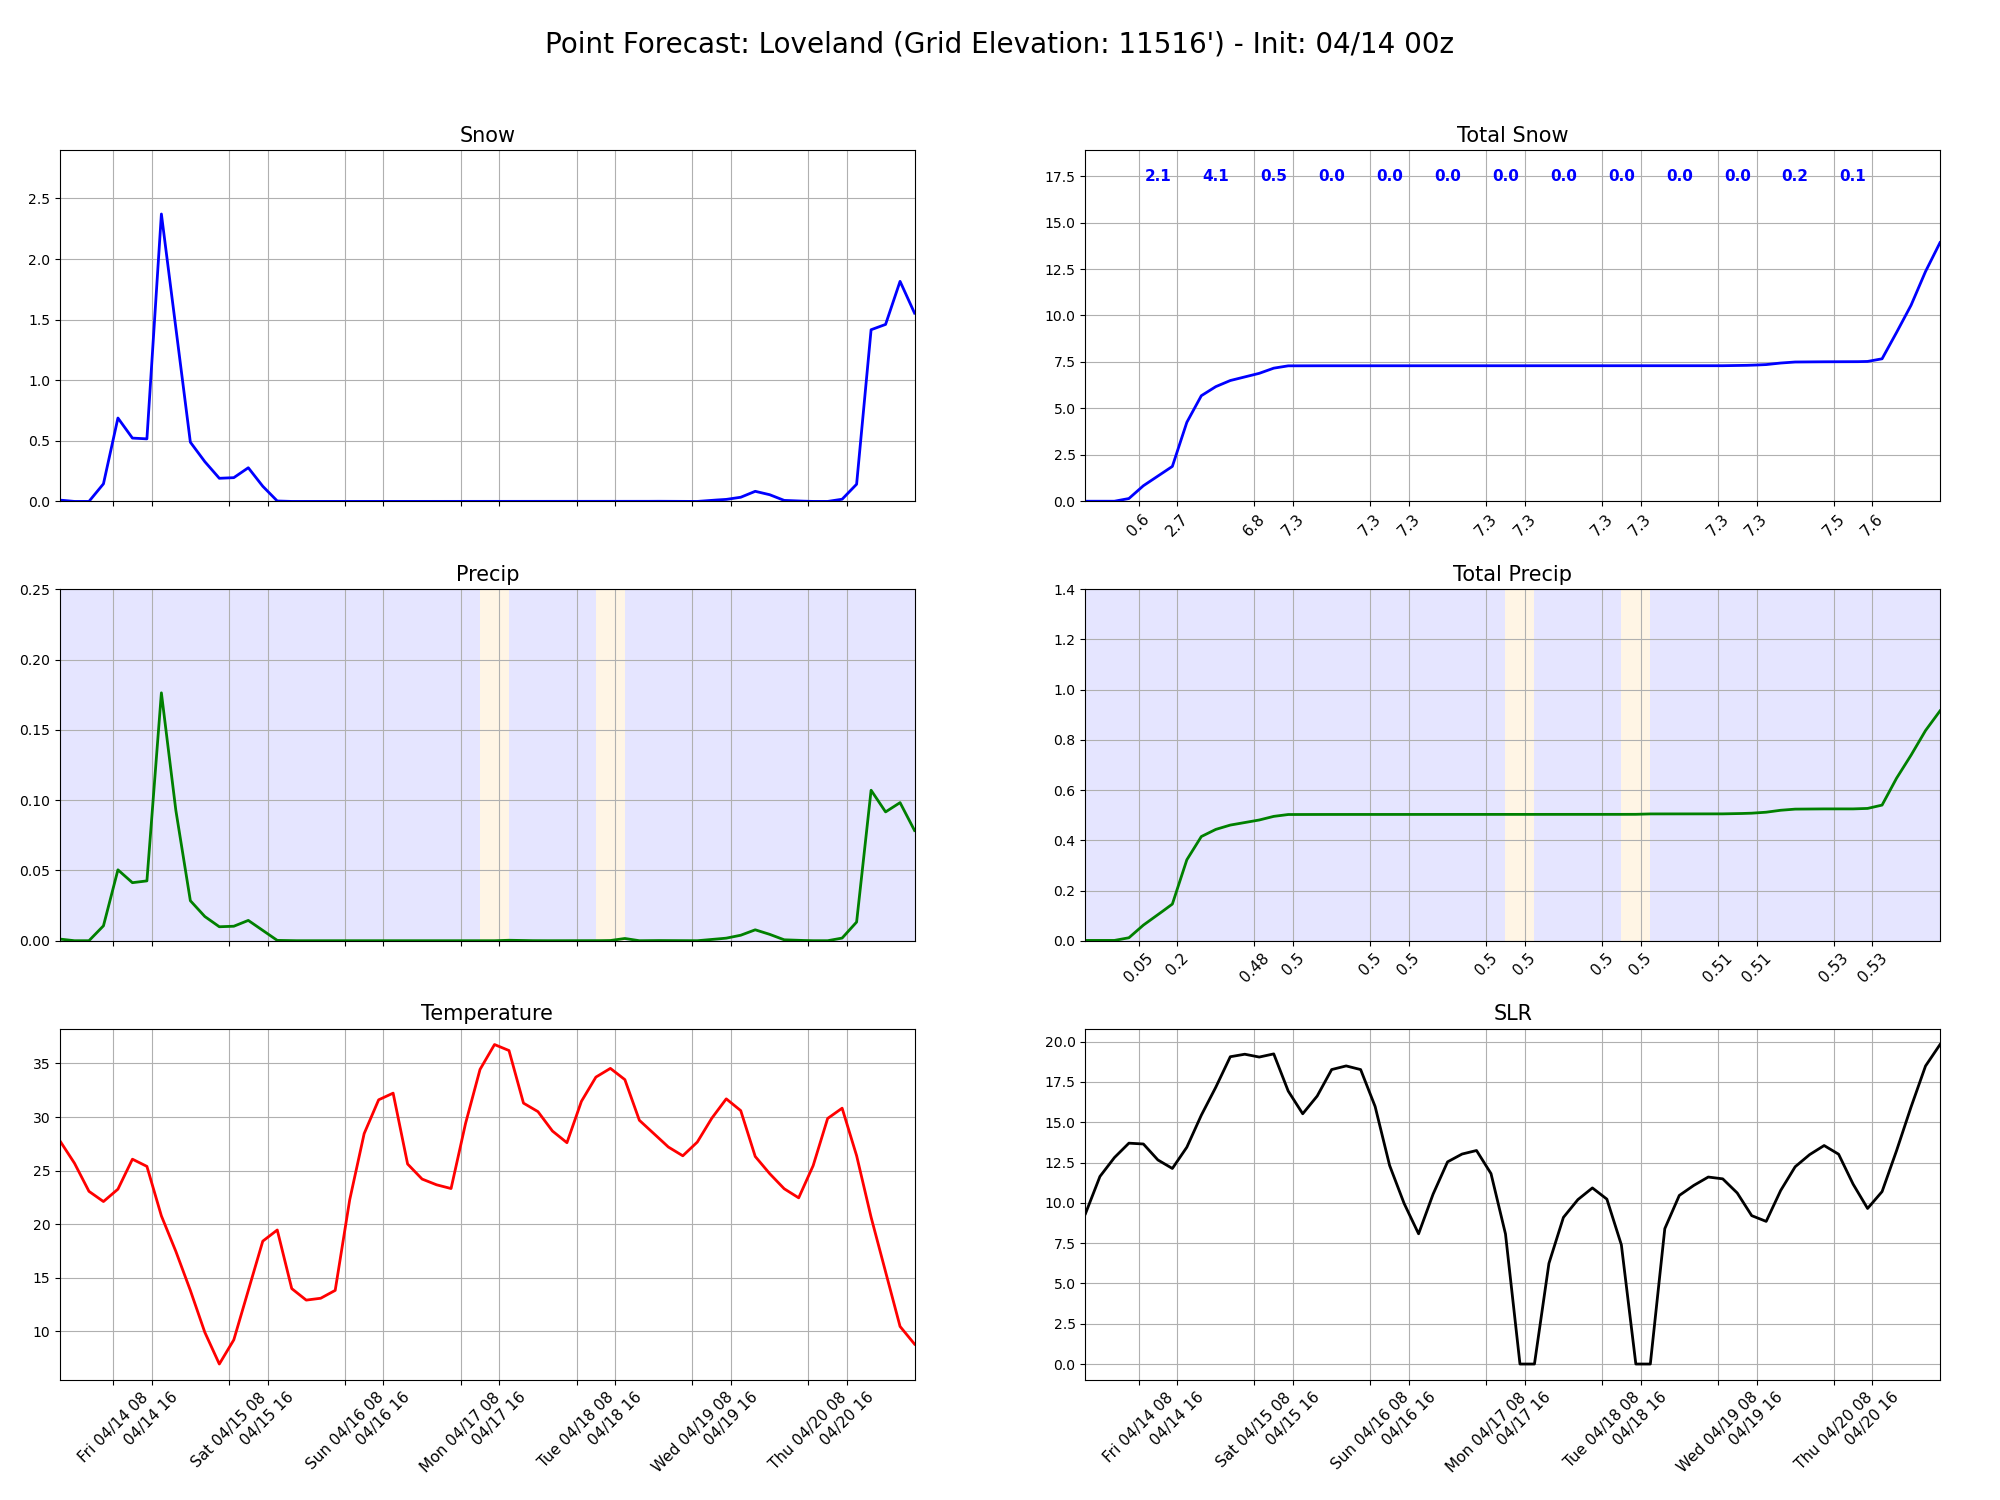 Point Forecast: Loveland (Grid Elevation: 11516') - Init: 04/14 00z
Snow
2.5
2.0
1.5
1.0
0.5
0.0
Total Snow
17.5
15.0
12.5
10.0
7.5
5.0
2.5
0.0
2.1 4.1 0.5 0.0 0.0 0.0 0.0 0.0 0.0 0.0 0.0 0.2 0.1
0.6 2.7 6.8 7.3 7.3 7.3 7.3 7.3 7.3 7.3 7.3 7.3 7.5 7.6
Precip
0.25
0.20
0.15
0.10
0.05
0.00
Total Precip
1.4
1.2
1.0
0.8
0.6
0.4
0.2
0.0
0.05 0.2 0.48 0.5 0.5 0.5 0.5 0.5 0.5 0.5 0.51 0.51 0.53 0.53
Temperature
35
30
25
20
15
10
Fri 04/14 08
04/14 16
Sat 04/15 08
04/15 16
Sun 04/16 08
04/16 16
Mon 04/17 08
04/17 16
Tue 04/18 08
04/18 16
Wed 04/19 08
04/19 16
Thu 04/20 08
04/20 16
SLR
20.0
17.5
15.0
12.5
10.0
7.5
5.0
2.5
0.0
Fri 04/14 08
04/14 16
Sat 04/15 08
04/15 16
Sun 04/16 08
04/16 16
Mon 04/17 08
04/17 16
Tue 04/18 08
04/18 16
Wed 04/19 08
04/19 16
Thu 04/20 08
04/20 16